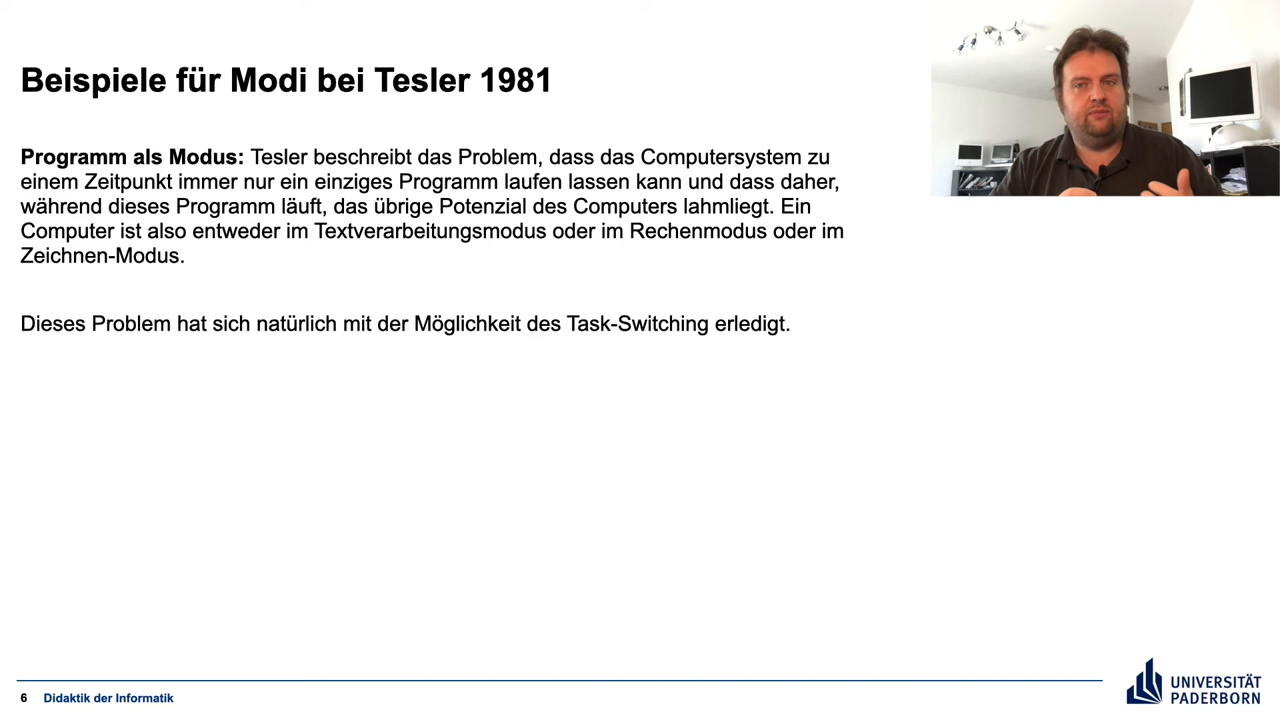 Beispiele für Modi bei Tesler 1981
Programm als Modus: Tesler beschreibt das Problem, dass das Computersystem zu
einem Zeitpunkt immer nur ein einziges Programm laufen lassen kann und dass daher,
während dieses Programm läuft, das übrige Potenzial des Computers lahmliegt. Ein
Computer ist also entweder im Textverarbeitungsmodus oder im Rechenmodus oder im
Zeichnen-Modus.
Dieses Problem hat sich natürlich mit der Möglichkeit des Task-Switching erledigt.
6 Didaktik der Informatik
UNIVERSITÄT
PADERBORN